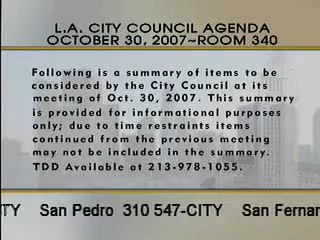 L.A. CITY COUNCIL AGENDA
OCTOBER 30, 2007~ROOM 340
Following is a summary of items to be
considered by the City Council at its
meeting of Oct. 30, 2007. This summary
is provided for informational purposes
only; due to time restraints items
continued from the previous meeting
may not be included in the summary.
TDD Available at 213-978-1055.
ITY San Pedro 310 547-CITY San Fernan